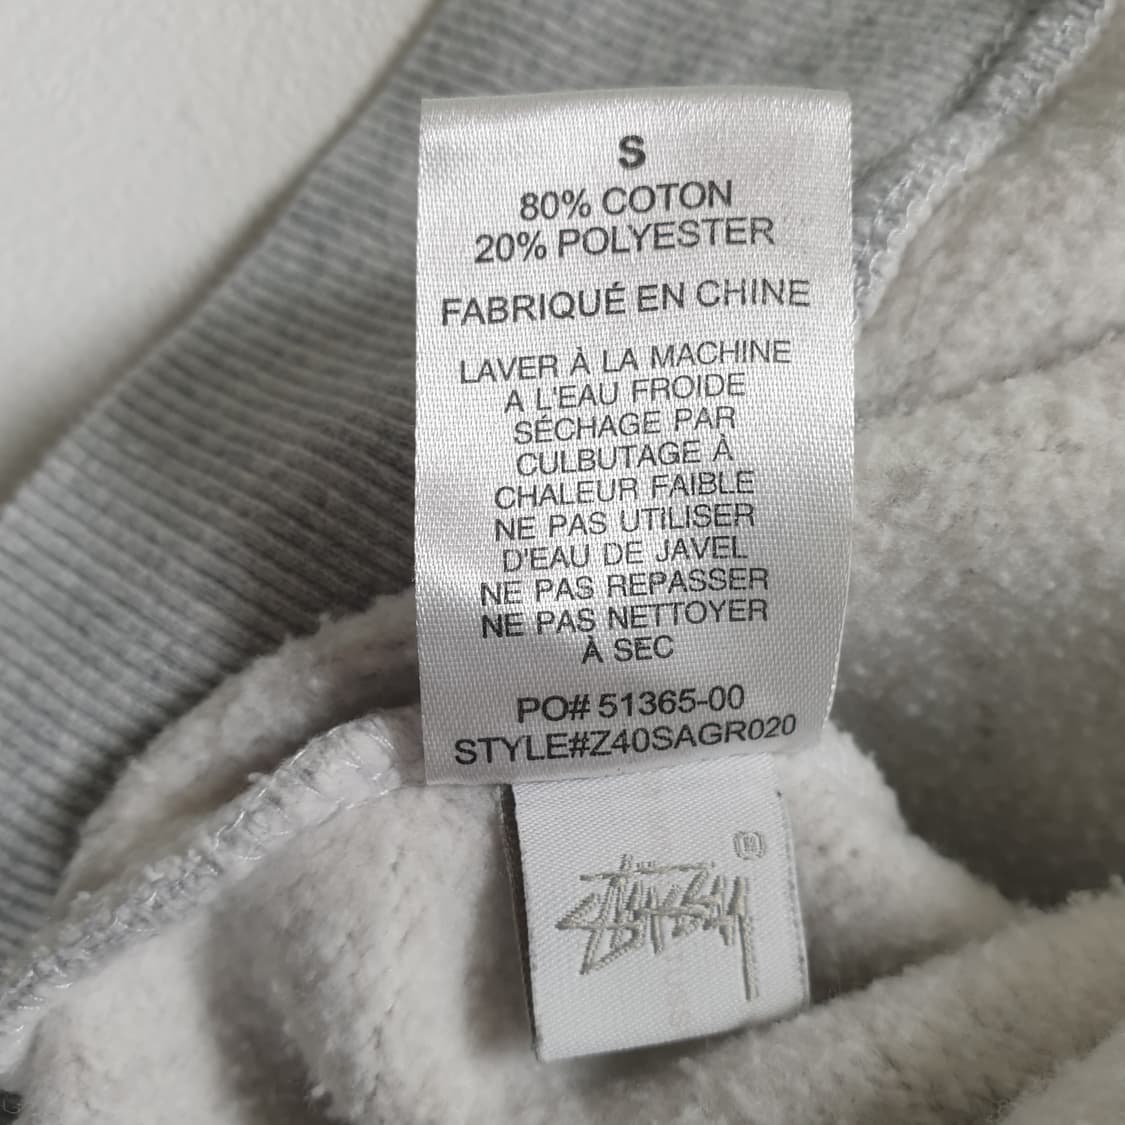 S
80% COTON
20% POLYESTER
FABRIQUÉ EN CHINE
LAVER À LA MACHINE
A L'EAU FROIDE
SÉCHAGE PAR
CULBUTAGE À
CHALEUR FAIBLE
NE PAS UTILISER
D'EAU DE JAVEL
NE PAS REPASSER
NE PAS NETTOYER
À SEC
PO# 51365-00
STYLE#Z40SAGR020
®
Stüssy